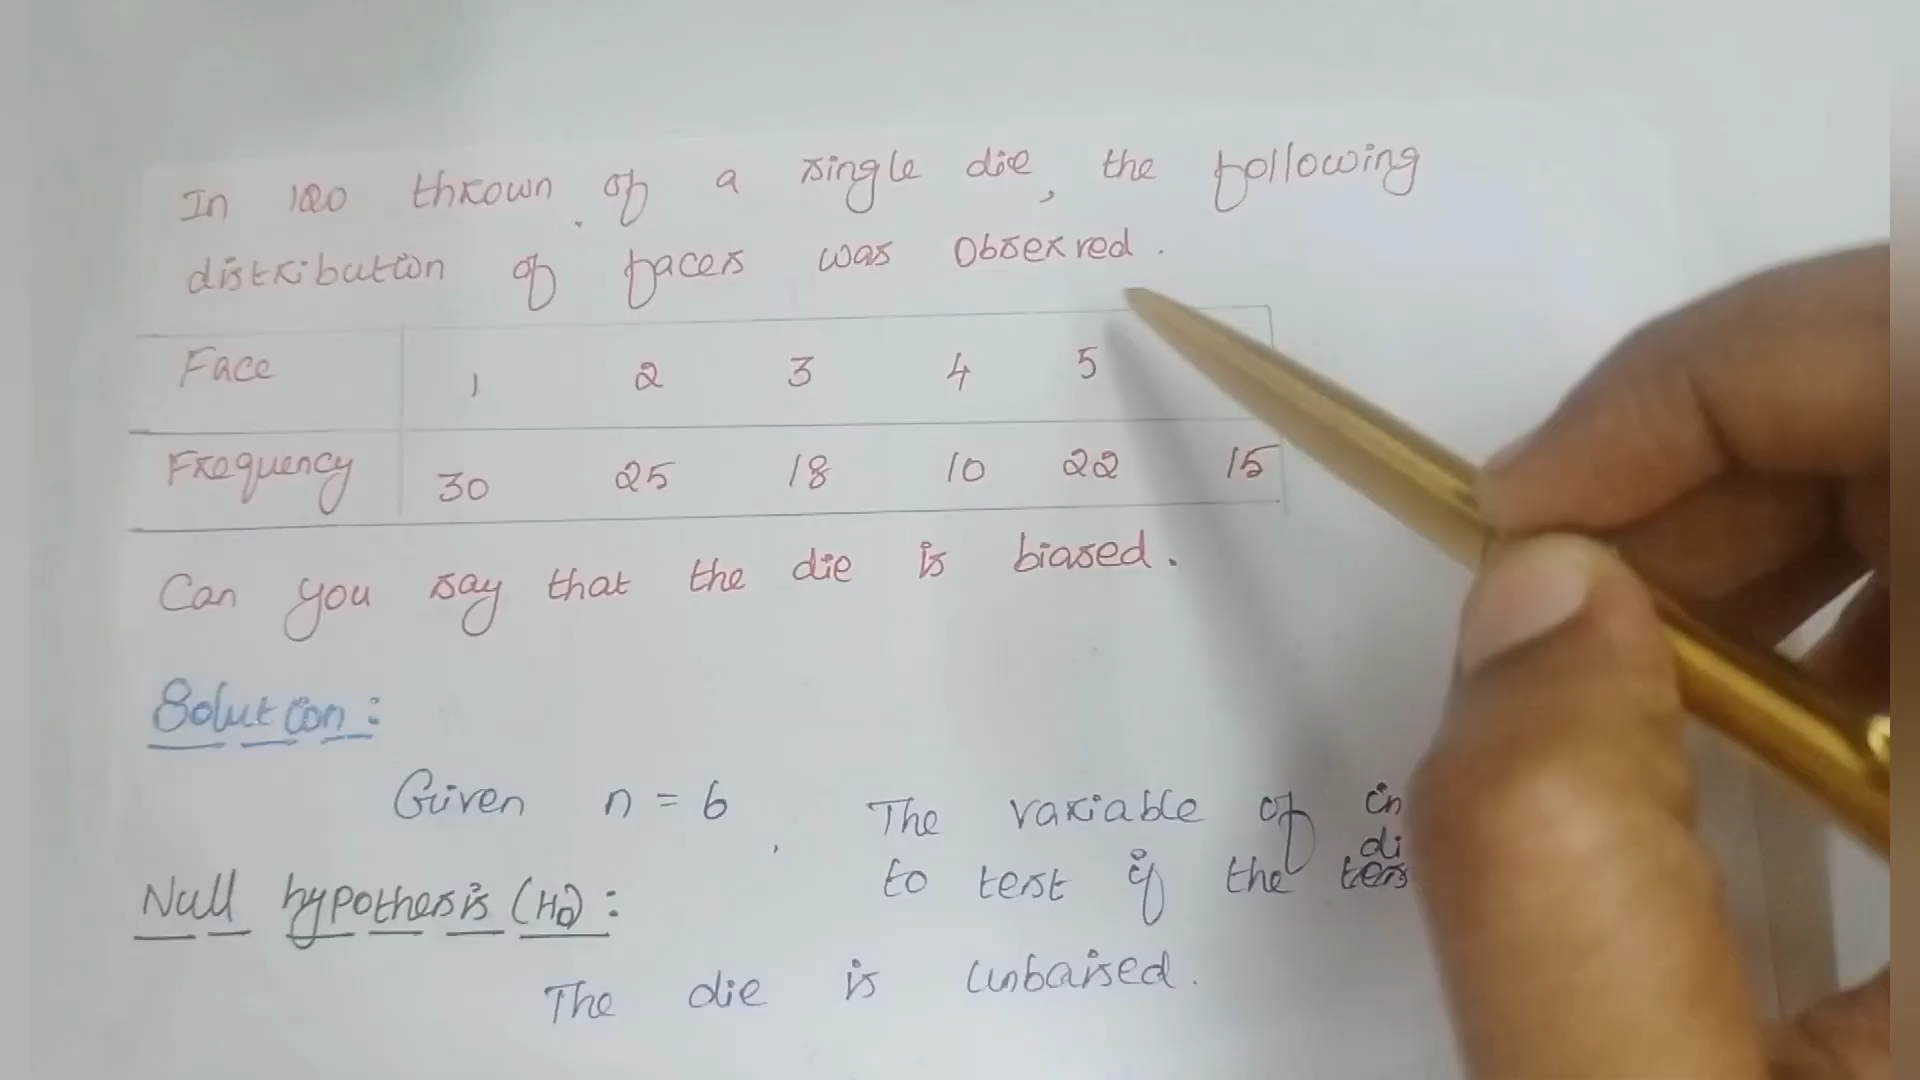 In 120 thrown of a single die, the following
distribution of faces was Observed.
Face 1 2 3 4 5
Frequency 30 25 18 10 22 15
Can you say that the die is biased.
Solution:
Given n = 6, The variable of in
di
to test if the
Null hypothesis (H0):
The die is unbaised.